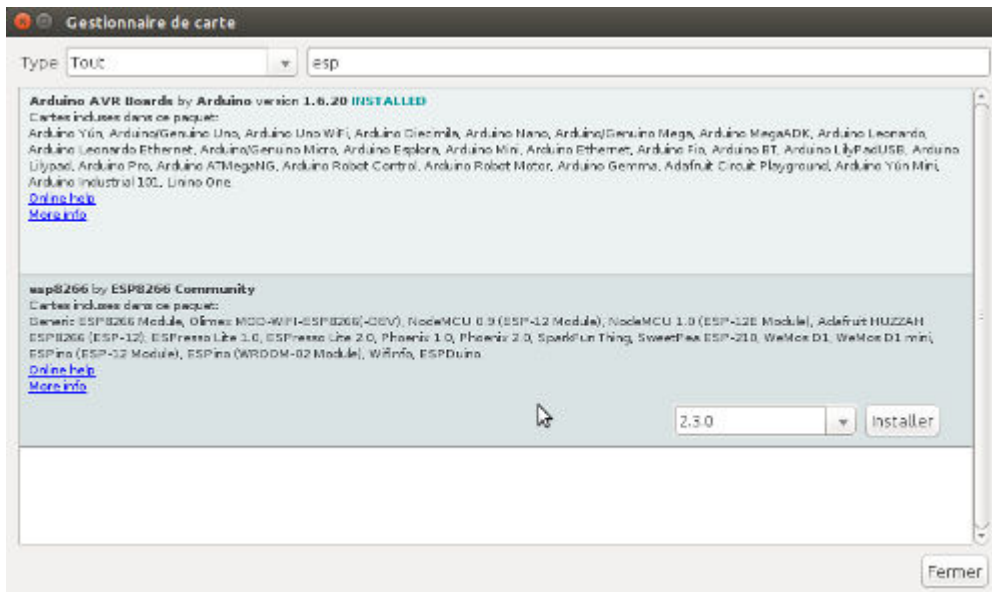 Gestionnaire de carte
Type Tout esp
Arduino AVR Boards by Arduino version 1.6.20 INSTALLED
Cartes incluses dans ce paquet:
Arduino Yún, Arduino/Genuino Uno, Arduino Uno WiFi, Arduino Diecimila, Arduino Nano, Arduino/Genuino Mega, Arduino MegaADK, Arduino Leonardo,
Arduino Leonardo Ethernet, Arduino/Genuino Micro, Arduino Esplora, Arduino Mini, Arduino Ethernet, Arduino Fio, Arduino BT, Arduino LilyPadUSB, Arduino
Lilypad, Arduino Pro, Arduino ATMegaNG, Arduino Robot Control, Arduino Robot Motor, Arduino Gemma, Adafruit Circuit Playground, Arduino Yún Mini,
Arduino Industrial 101, Linino One.
Online help
More info
esp8266 by ESP8266 Community
Cartes incluses dans ce paquet:
Generic ESP8266 Module, Olimex MOD-WIFI-ESP8266(-DEV), NodeMCU 0.9 (ESP-12 Module), NodeMCU 1.0 (ESP-12E Module), Adafruit HUZZAH
ESP8266 (ESP-12), ESPresso Lite 1.0, ESPresso Lite 2.0, Phoenix 1.0, Phoenix 2.0, SparkFun Thing, SweetPea ESP-210, WeMos D1, WeMos D1 mini,
ESPino (ESP-12 Module), ESPino (WROOM-02 Module), WifInfo, ESPDuino.
Online help
More info
2.3.0 Installer
Fermer